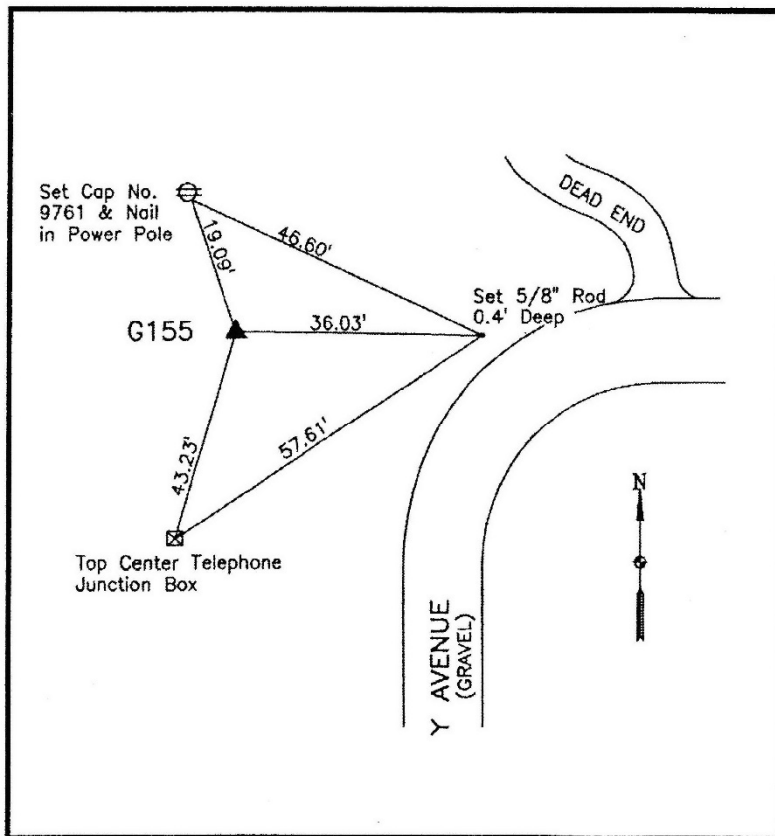 DEAD END
Set Cap No.
9761 & Nail
in Power Pole
19.09'
46.60'
Set 5/8" Rod
0.4' Deep
G155
36.03'
43.23'
57.61'
N
Top Center Telephone
Junction Box
Y AVENUE
(GRAVEL)